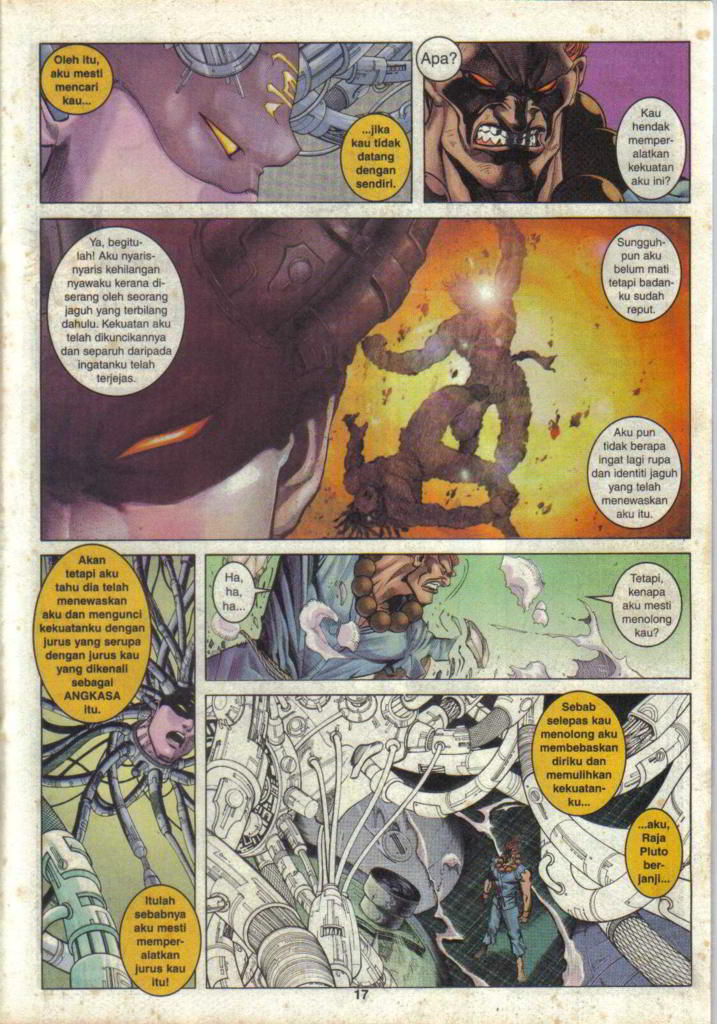 Oleh itu,
aku mesti
mencari
kau...
...jika
kau tidak
datang
dengan
sendiri.
Apa?
Kau
hendak
memper-
alatkan
kekuatan
aku ini?
Ya, begitu-
lah! Aku nyaris-
nyaris kehilangan
nyawaku kerana di-
serang oleh seorang
jaguh yang terbilang
dahulu. Kekuatan aku
telah dikuncikannya
dan separuh daripada
ingatanku telah
terjejas.
Sungguh-
pun aku
belum mati
tetapi badan-
ku sudah
reput.
Aku pun
tidak berapa
ingat lagi rupa
dan identiti jaguh
yang telah
menewaskan
aku itu.
Akan
tetapi aku
tahu dia telah
menewaskan
aku dan mengunci
kekuatanku dengan
jurus yang serupa
dengan jurus kau
yang dikenali
sebagai
ANGKASA
itu.
Itulah
sebabnya
aku mesti
memper-
alatkan
jurus kau
itu!
Ha,
ha,
ha...
Tetapi,
kenapa
aku mesti
menolong
kau?
Sebab
selepas kau
menolong aku
membebaskan
diriku dan
memulihkan
kekuatan-
ku...
...aku,
Raja
Pluto
ber-
janji...
17